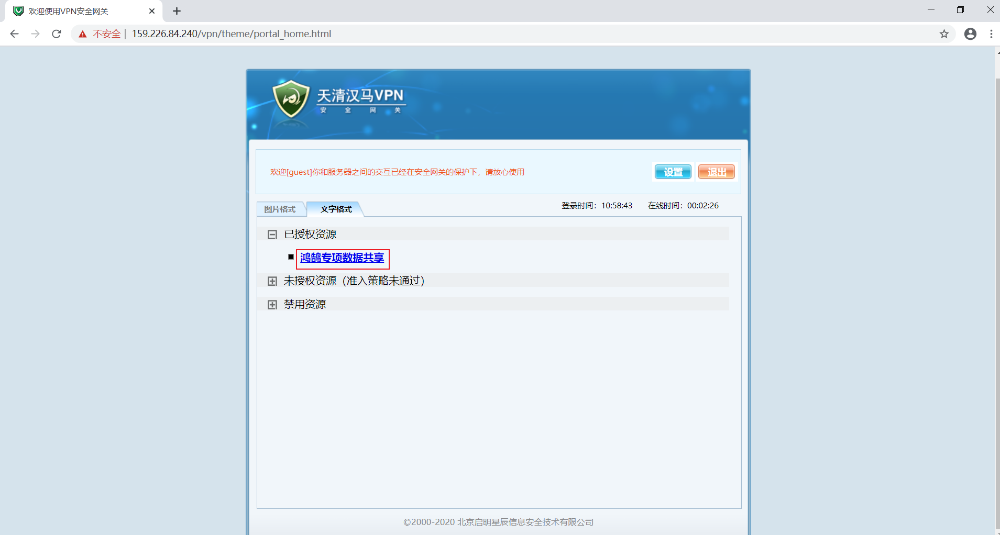 欢迎使用VPN安全网关
不安全 159.226.84.240/vpn/theme/portal_home.html
天清汉马VPN
安全网关
欢迎[guest]你和服务器之间的交互已经在安全网关的保护下，请放心使用
设置 退出
图片格式 文字格式 登录时间：10:58:43 在线时间：00:02:26
已授权资源
鸿鹄专项数据共享
未授权资源（准入策略未通过）
禁用资源
©2000-2020 北京启明星辰信息安全技术有限公司